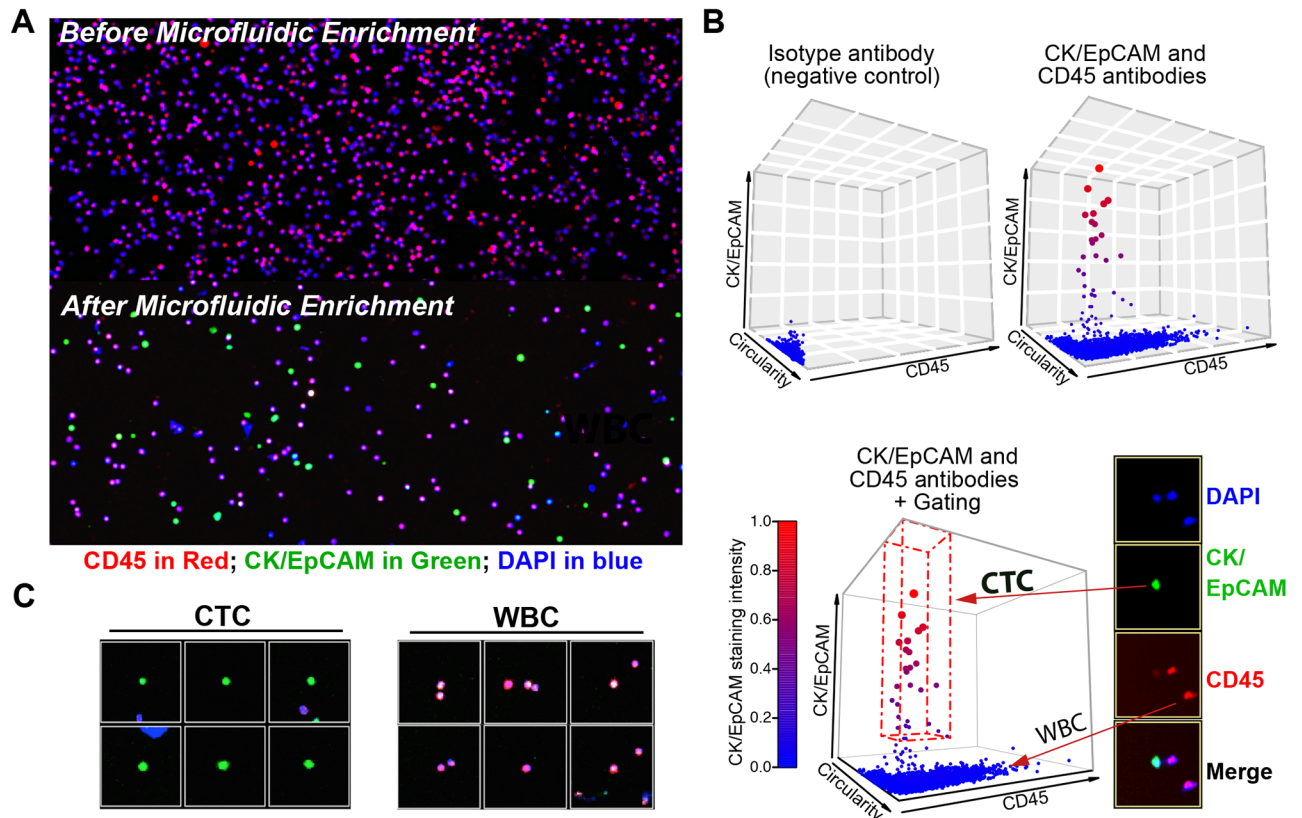 A
Before Microfluidic Enrichment
After Microfluidic Enrichment
WBC
CD45 in Red; CK/EpCAM in Green; DAPI in blue
B
Isotype antibody
(negative control)
CK/EpCAM
Circularity
CD45
CK/EpCAM and
CD45 antibodies
CK/EpCAM
Circularity
CD45
CK/EpCAM and
CD45 antibodies
+ Gating
CK/EpCAM staining intensity
1.0
0.8
0.6
0.4
0.2
0.0
CK/EpCAM
Circularity
CD45
CTC
WBC
DAPI
CK/
EpCAM
CD45
Merge
C
CTC
WBC